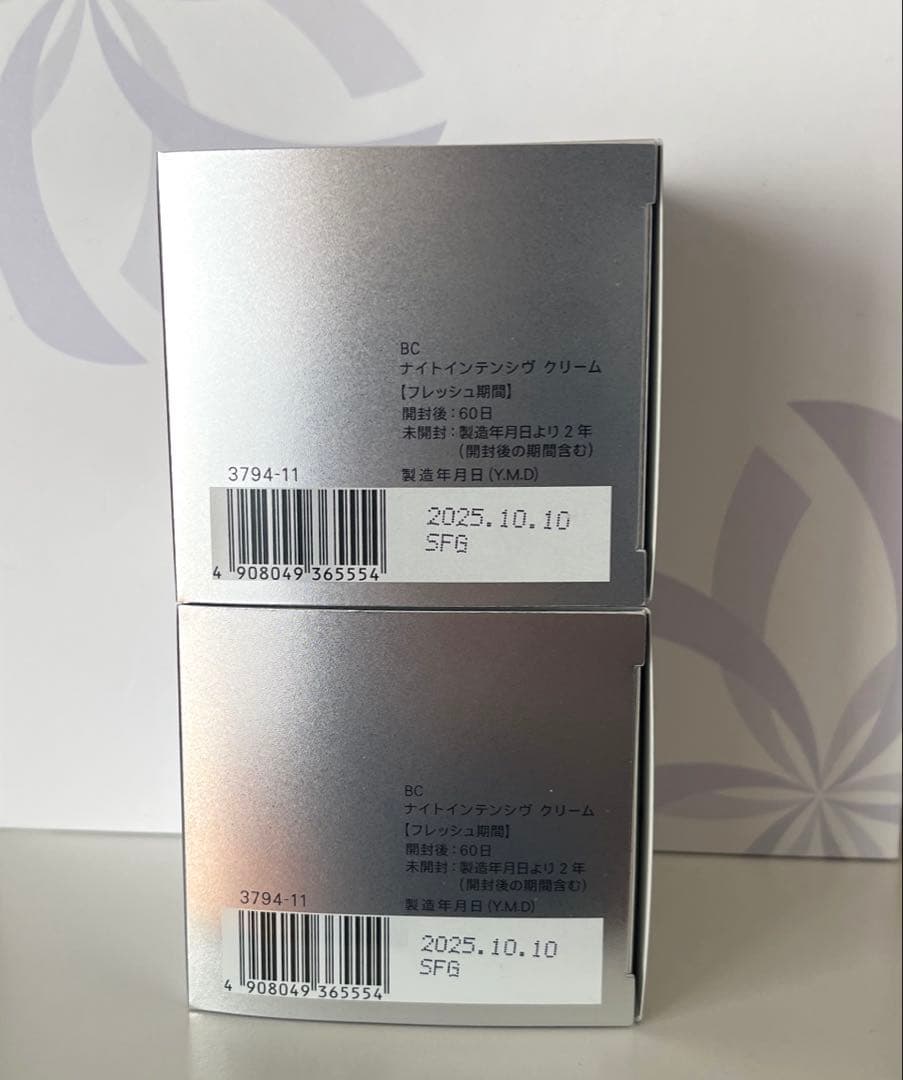 BC
ナイトインテンシヴ クリーム
【フレッシュ期間】
開封後：60日
未開封：製造年月日より2年
（開封後の期間含む）
3794-11
製造年月日(Y.M.D)
2025.10.10
SFG
4 908049 365554
BC
ナイトインテンシヴ クリーム
【フレッシュ期間】
開封後：60日
未開封：製造年月日より2年
（開封後の期間含む）
3794-11
製造年月日(Y.M.D)
2025.10.10
SFG
4 908049 365554